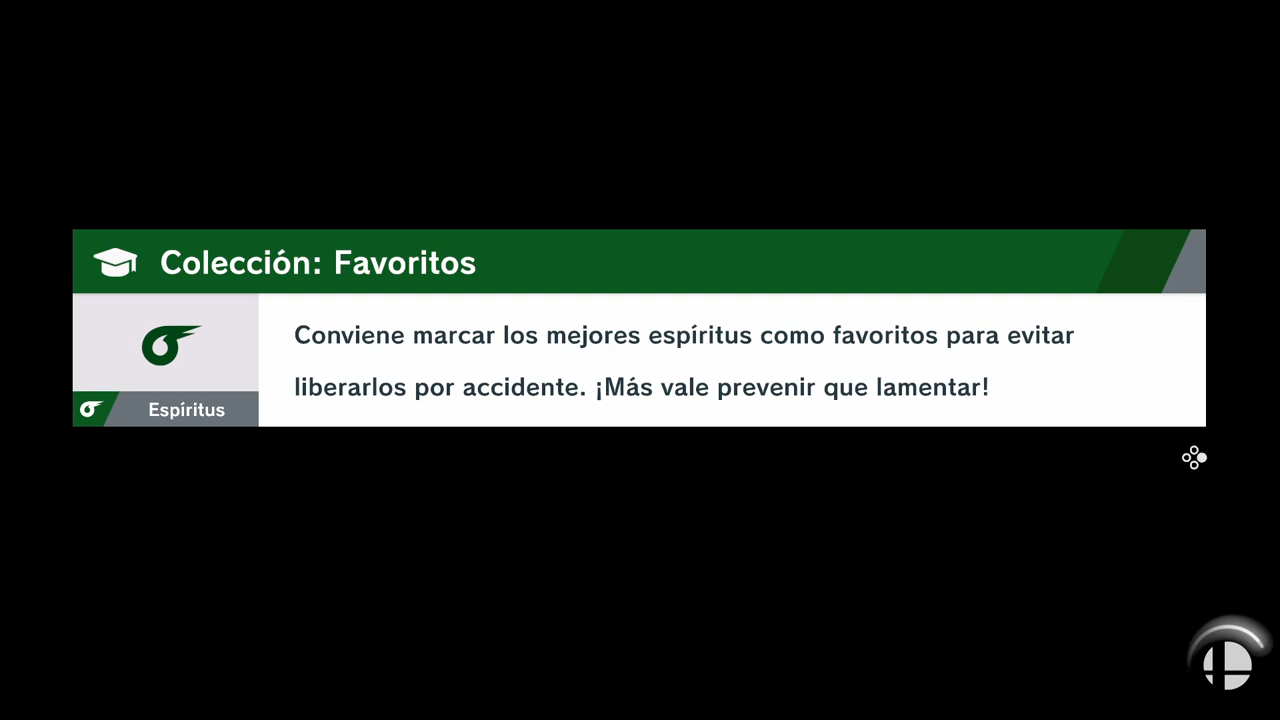 Colección: Favoritos
Conviene marcar los mejores espíritus como favoritos para evitar
liberarlos por accidente. ¡Más vale prevenir que lamentar!
Espíritus